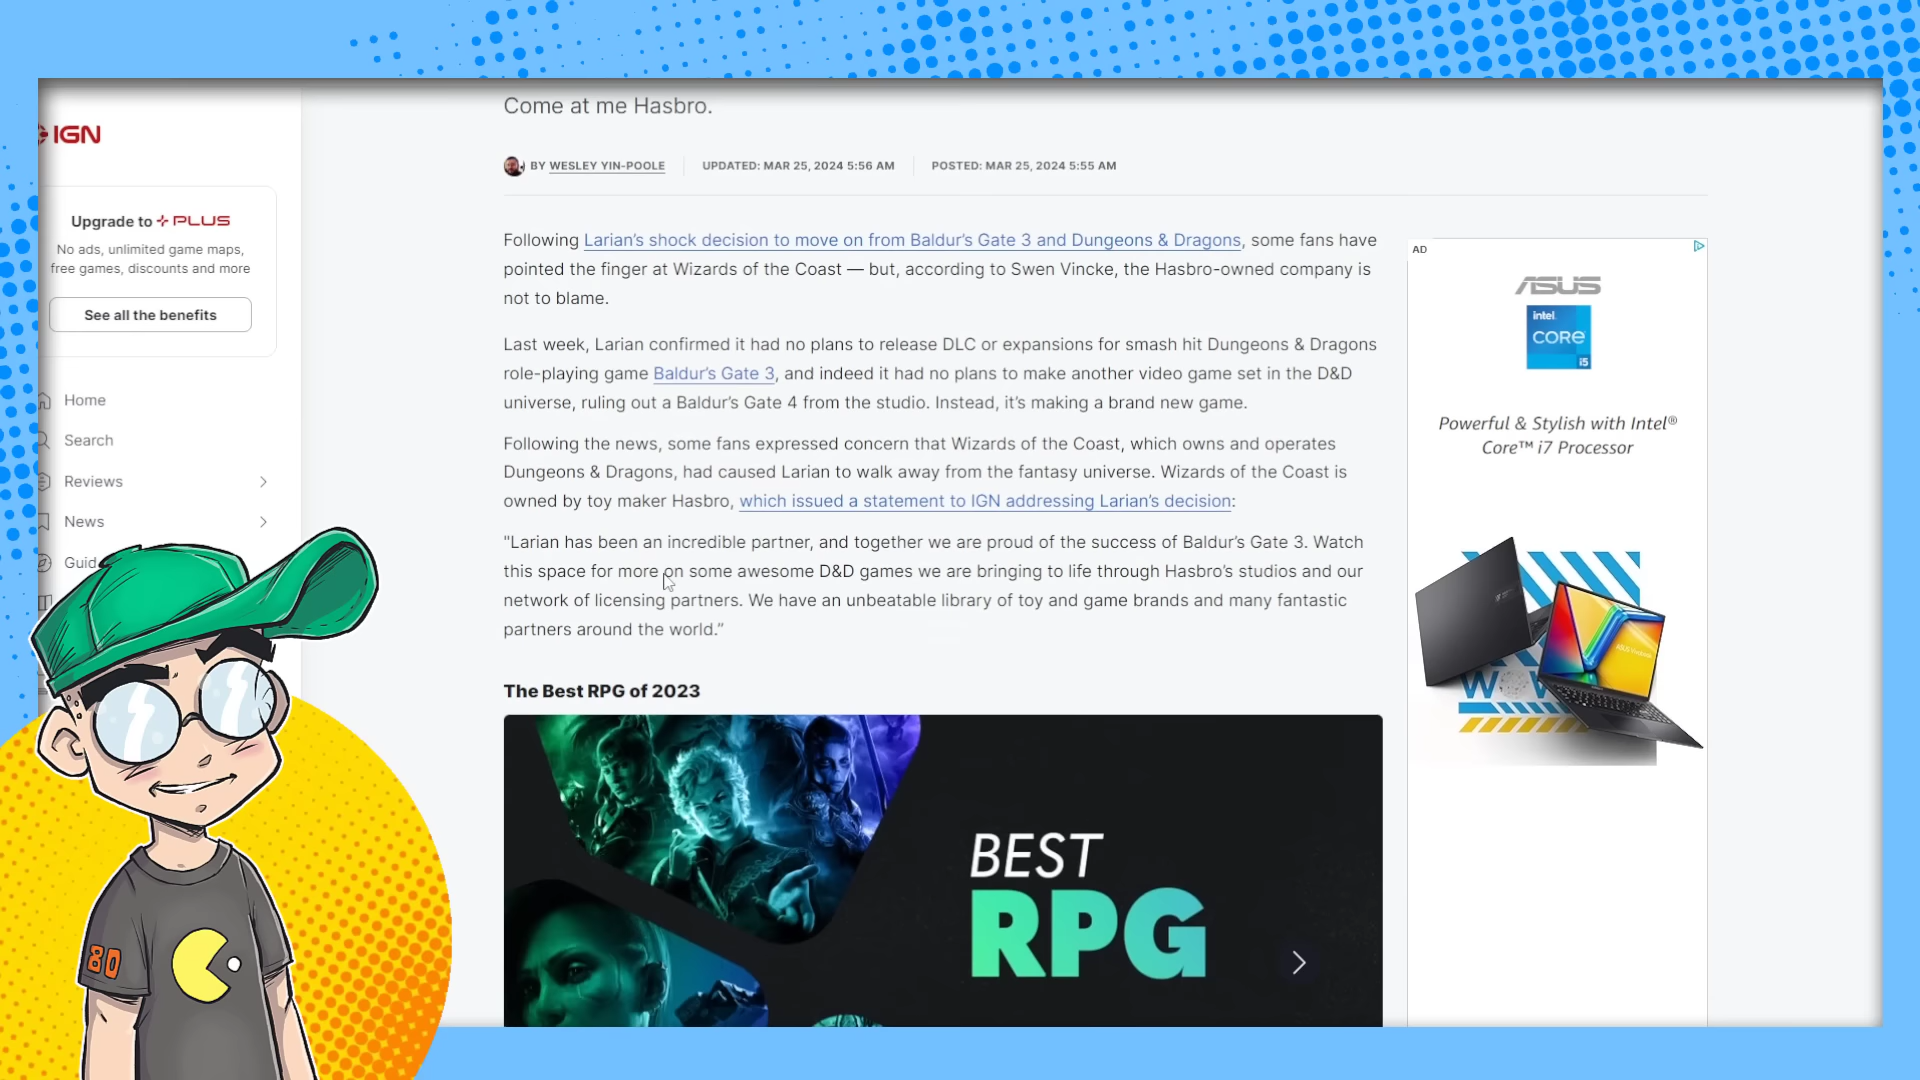 Come at me Hasbro.
IGN
BY WESLEY YIN-POOLE
UPDATED: MAR 25, 2024 5:56 AM
POSTED: MAR 25, 2024 5:55 AM
Upgrade to PLUS
No ads, unlimited game maps,
free games, discounts and more
See all the benefits
Home
Search
Reviews
News
Guid
Following Larian's shock decision to move on from Baldur's Gate 3 and Dungeons & Dragons, some fans have
pointed the finger at Wizards of the Coast — but, according to Swen Vincke, the Hasbro-owned company is
not to blame.
Last week, Larian confirmed it had no plans to release DLC or expansions for smash hit Dungeons & Dragons
role-playing game Baldur's Gate 3, and indeed it had no plans to make another video game set in the D&D
universe, ruling out a Baldur's Gate 4 from the studio. Instead, it's making a brand new game.
Following the news, some fans expressed concern that Wizards of the Coast, which owns and operates
Dungeons & Dragons, had caused Larian to walk away from the fantasy universe. Wizards of the Coast is
owned by toy maker Hasbro, which issued a statement to IGN addressing Larian's decision:
"Larian has been an incredible partner, and together we are proud of the success of Baldur's Gate 3. Watch
this space for more on some awesome D&D games we are bringing to life through Hasbro's studios and our
network of licensing partners. We have an unbeatable library of toy and game brands and many fantastic
partners around the world.”
The Best RPG of 2023
BEST
RPG
AD
ASUS
intel
CORE
i5
Powerful & Stylish with Intel®
Core™ i7 Processor
80